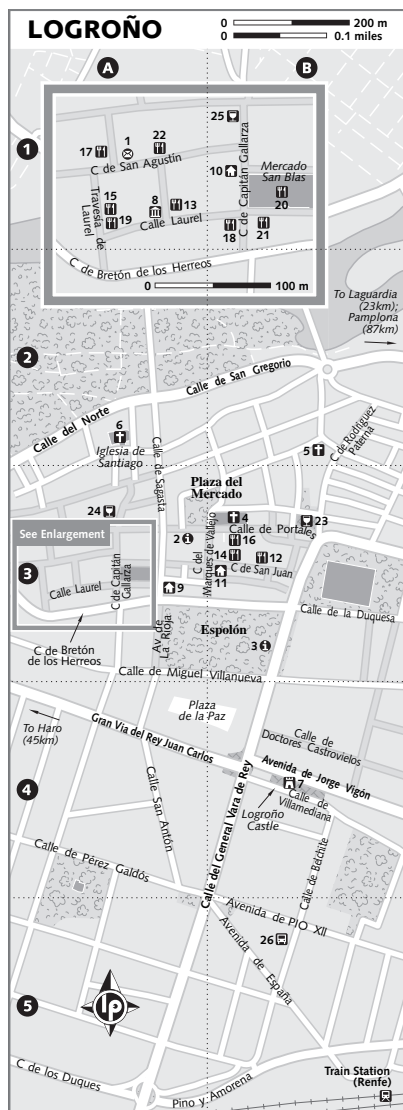 LOGROÑO
0 200 m
0 0.1 miles
A
B
1
25
1
22
17
C de San Agustín
10
Mercado
San Blas
15
8
13
20
Travesía de
Laurel
19
Calle Laurel
C de Capitán Gallarza
18
21
C de Bretón de los Herreos
0 100 m
To Laguardia
(23km);
Pamplona
(87km)
2
Calle de San Gregorio
Calle del Norte
6
Iglesia de
Santiago
Calle de Sagasta
5
C de Rodríguez
Paterna
Plaza del
Mercado
24
4
23
Calle de Portales
See Enlargement
2
C del
Marques de Vallejo
16
14
12
C de San Juan
3
Calle Laurel
C de Capitán
Gallarza
9
11
Calle de la Duquesa
C de Bretón
de los Herreos
Av de
La Rioja
Espolón
3
Calle de Miguel Villanueva
Plaza
de la Paz
To Haro
(45km)
Gran Via del Rey Juan Carlos
Calle de
Doctores Castrovielos
Avenida de Jorge Vigón
7
4
Calle San Antón
Logroño
Castle
Calle de
Villamediana
Calle del General Vara de Rey
Calle de Belchile
Calle de Pérez Galdós
Avenida de PIO XII
26
Avenida de España
5
lp
C de los Duques
Pino y Amorena
Train Station
(Renfe)